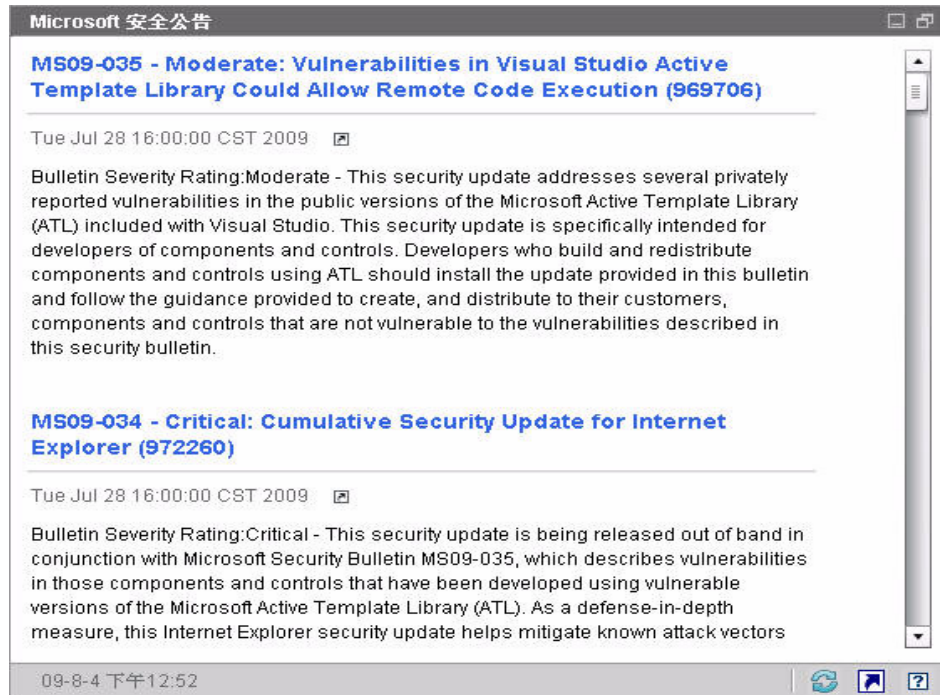 Microsoft 安全公告
MS09-035 - Moderate: Vulnerabilities in Visual Studio Active
Template Library Could Allow Remote Code Execution (969706)
Tue Jul 28 16:00:00 CST 2009
Bulletin Severity Rating:Moderate - This security update addresses several privately
reported vulnerabilities in the public versions of the Microsoft Active Template Library
(ATL) included with Visual Studio. This security update is specifically intended for
developers of components and controls. Developers who build and redistribute
components and controls using ATL should install the update provided in this bulletin
and follow the guidance provided to create, and distribute to their customers,
components and controls that are not vulnerable to the vulnerabilities described in
this security bulletin.
MS09-034 - Critical: Cumulative Security Update for Internet
Explorer (972260)
Tue Jul 28 16:00:00 CST 2009
Bulletin Severity Rating:Critical - This security update is being released out of band in
conjunction with Microsoft Security Bulletin MS09-035, which describes vulnerabilities
in those components and controls that have been developed using vulnerable
versions of the Microsoft Active Template Library (ATL). As a defense-in-depth
measure, this Internet Explorer security update helps mitigate known attack vectors
09-8-4 下午12:52